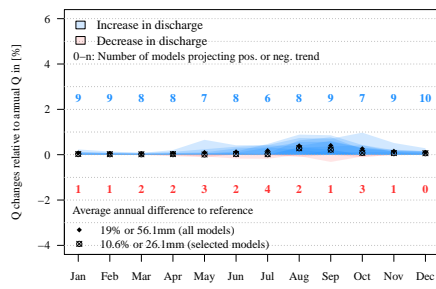 Q changes relative to annual Q in [%]
6
4
2
0
−2
−4
Increase in discharge
Decrease in discharge
0−n: Number of models projecting pos. or neg. trend
9 9 8 8 7 8 6 8 9 7 9 10
1 1 2 2 3 2 4 2 1 3 1 0
Average annual difference to reference
19% or 56.1mm (all models)
10.6% or 26.1mm (selected models)
Jan Feb Mar Apr May Jun Jul Aug Sep Oct Nov Dec